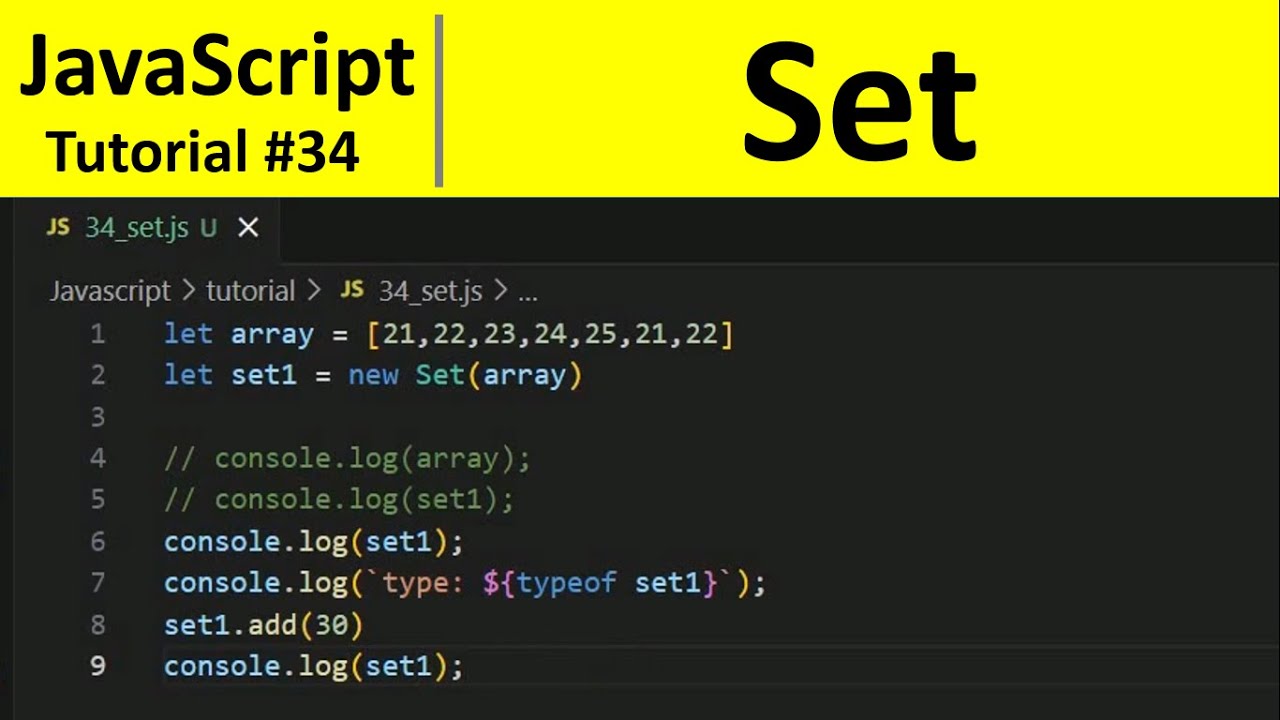 JavaScript
Tutorial #34
Set
JS 34_set.js U ×
Javascript > tutorial > JS 34_set.js > ...
1 let array = [21,22,23,24,25,21,22]
2 let set1 = new Set(array)
3
4 // console.log(array);
5 // console.log(set1);
6 console.log(set1);
7 console.log(`type: ${typeof set1}`);
8 set1.add(30)
9 console.log(set1);